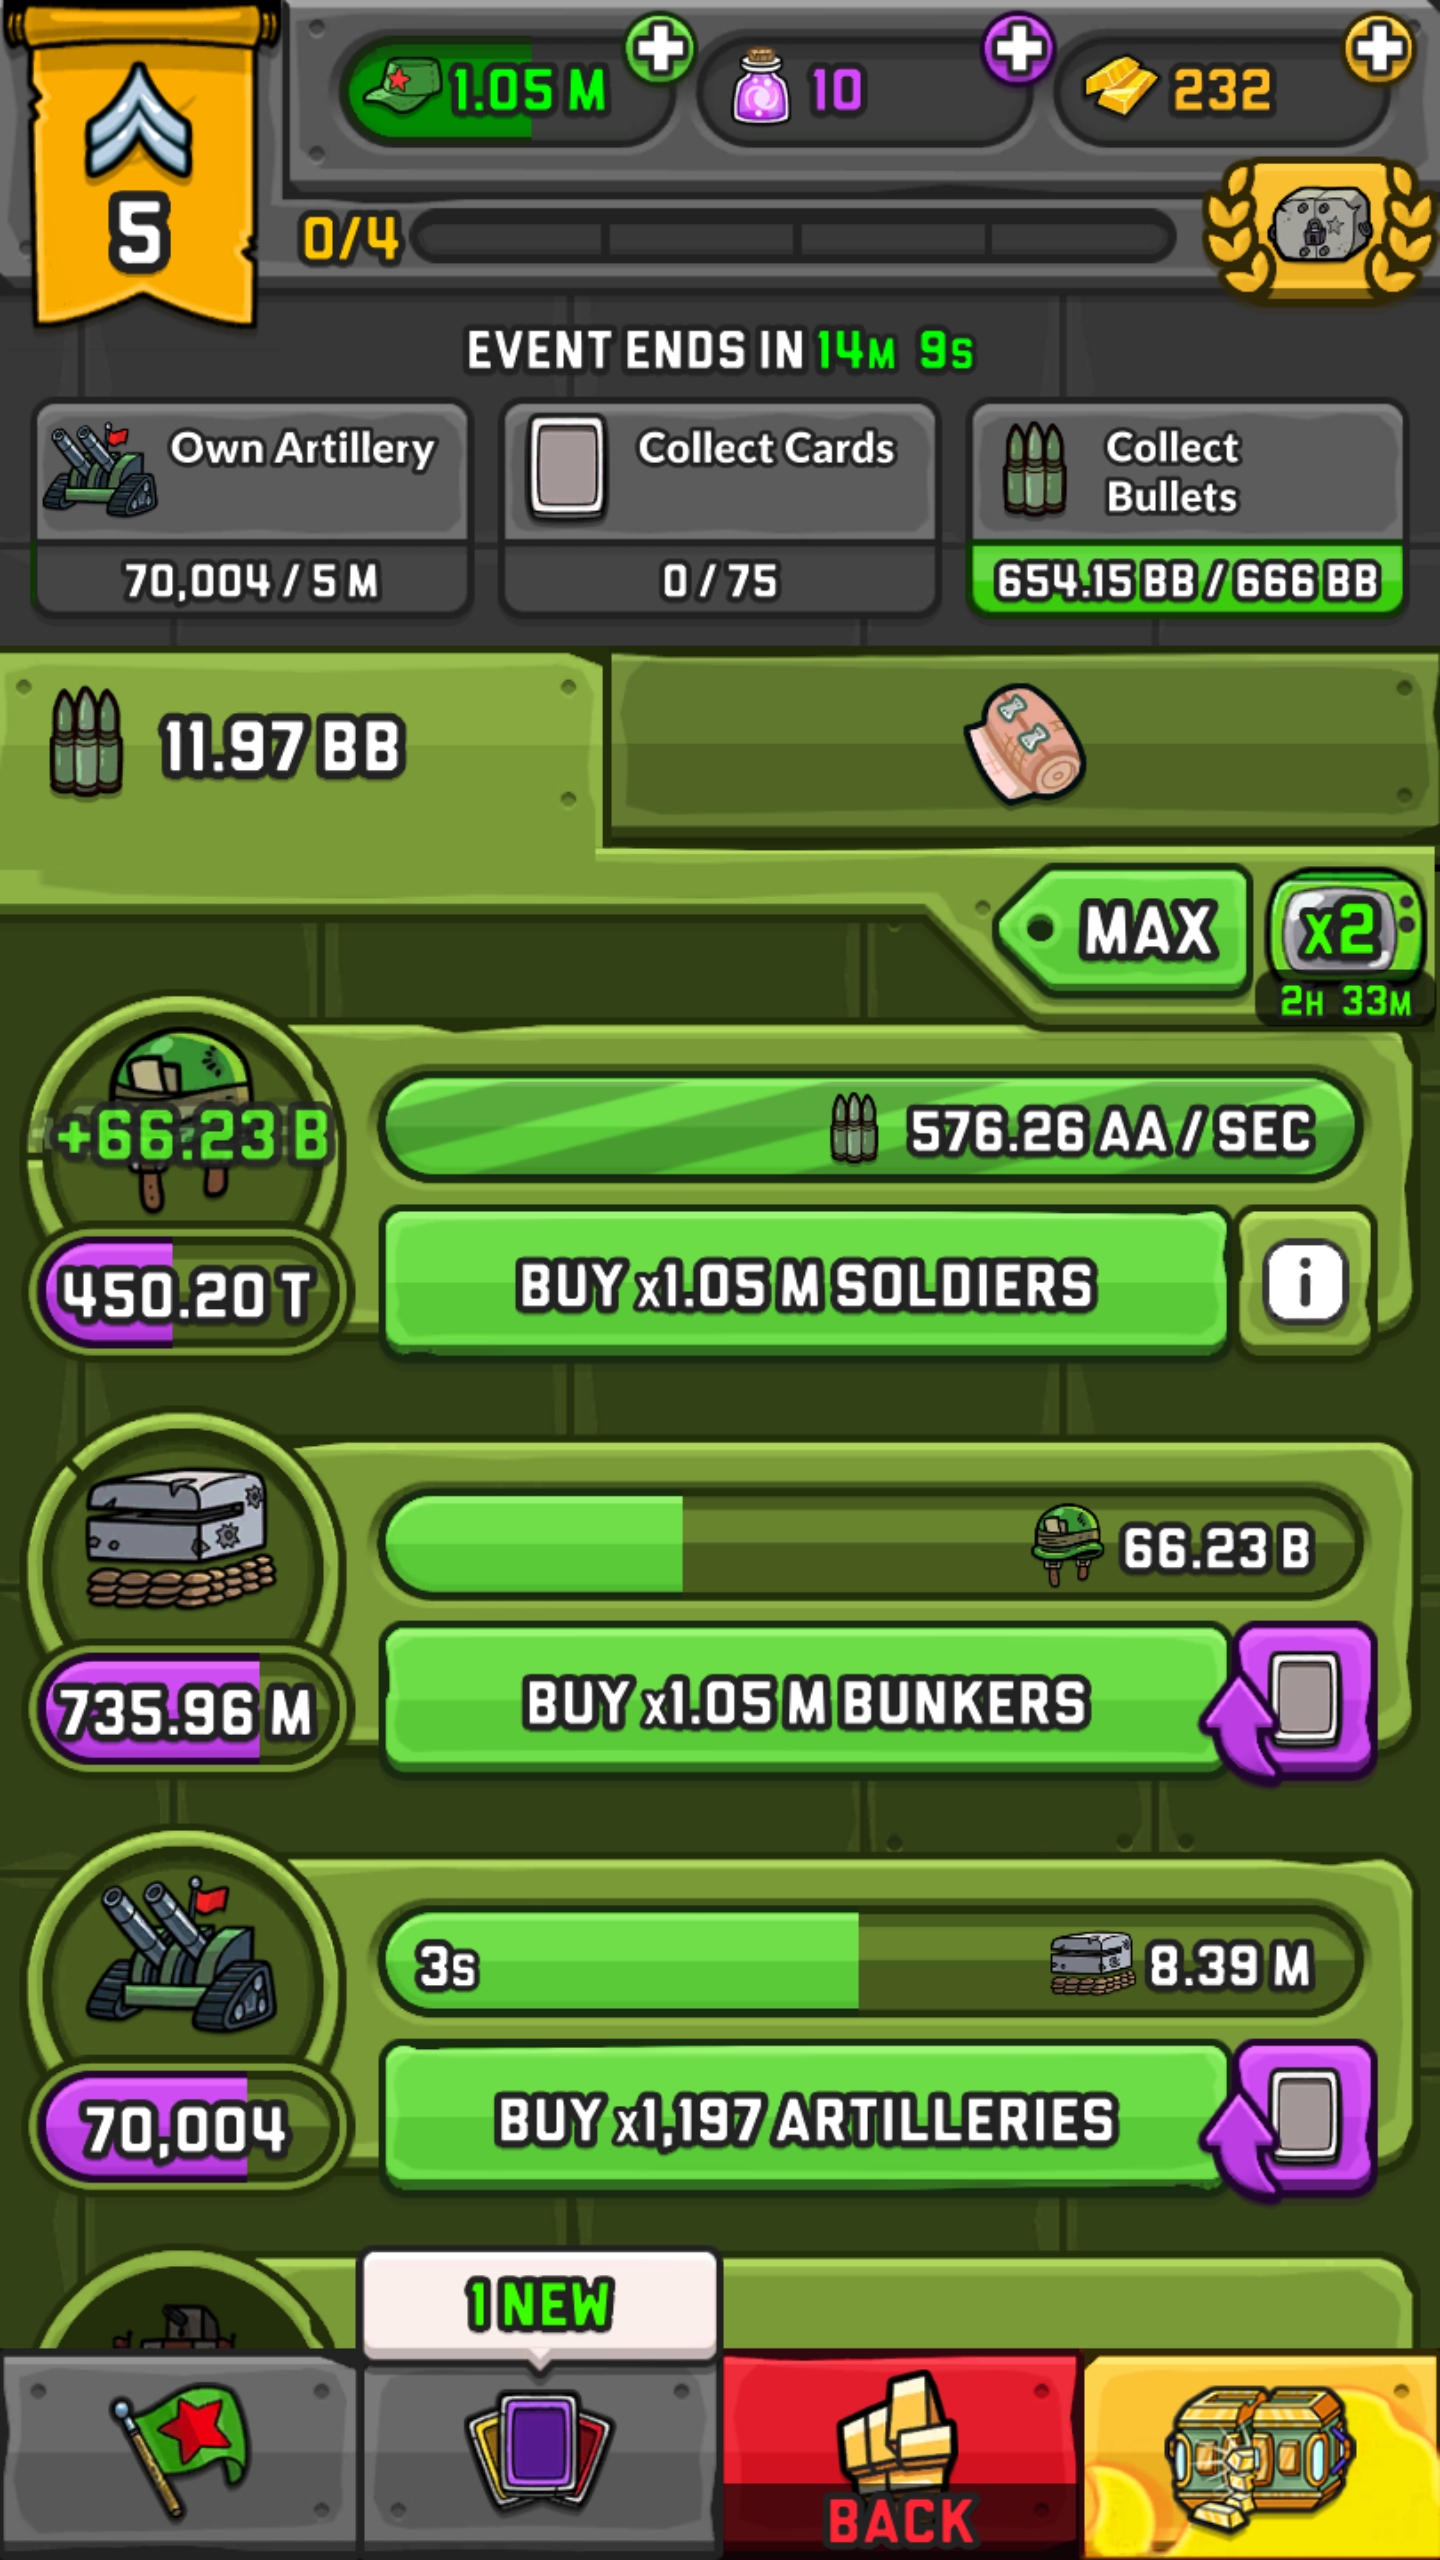 5
1.05 M
10
232
0/4
EVENT ENDS IN 14M 9S
Own Artillery
70,004 / 5 M
Collect Cards
0 / 75
Collect
Bullets
654.15 BB / 666 BB
11.97 BB
MAX
x2
2H 33M
+66.23 B
576.26 AA / SEC
450.20 T
BUY x1.05 M SOLDIERS
i
66.23 B
735.96 M
BUY x1.05 M BUNKERS
3s
8.39 M
70,004
BUY x1,197 ARTILLERIES
1 NEW
BACK